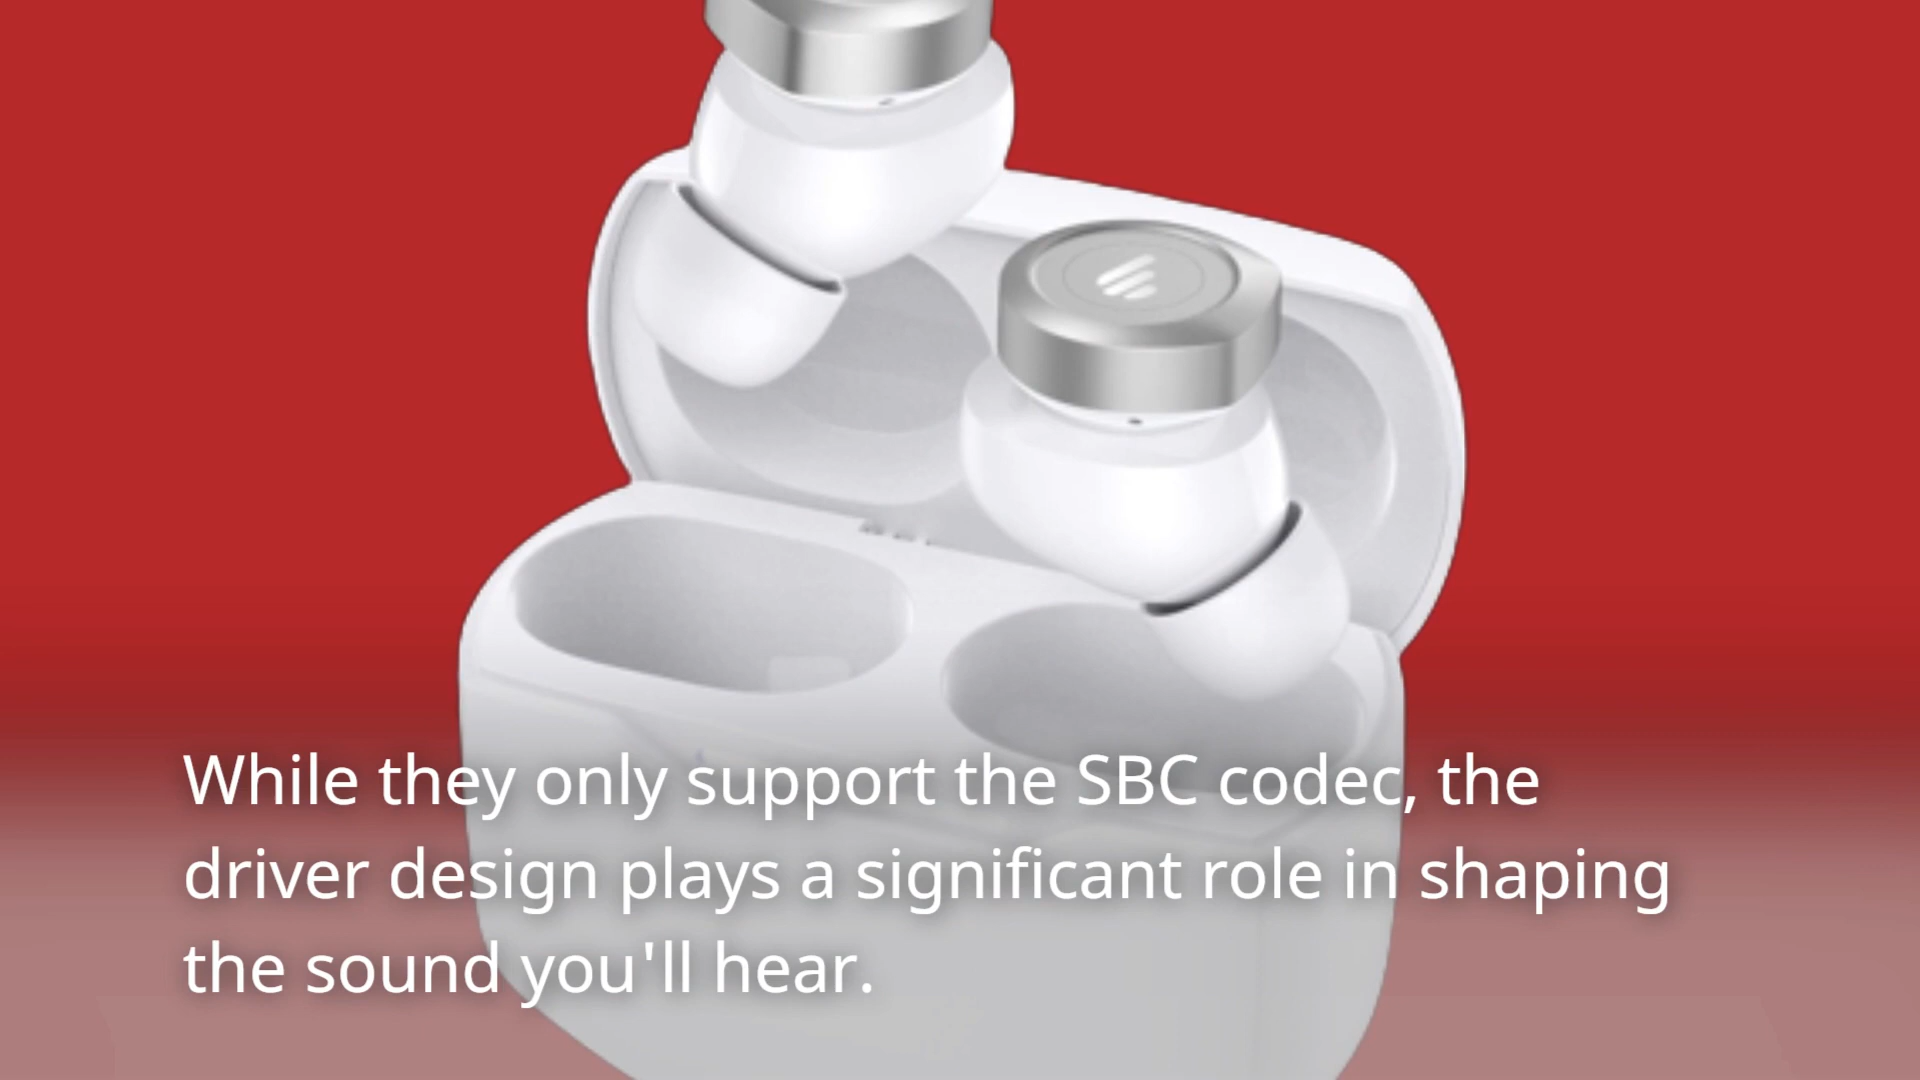 While they only support the SBC codec, the
driver design plays a significant role in shaping
the sound you'll hear.